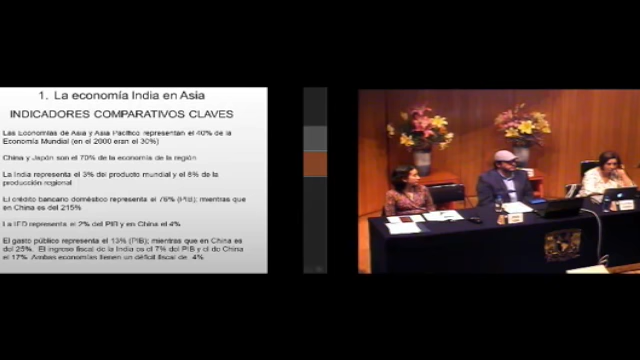 1. La economía India en Asia
INDICADORES COMPARATIVOS CLAVES
Las Economías de Asia y Asia Pacífico representan el 40% de la
Economía Mundial (en el 2000 eran el 30%)
China y Japón son el 70% de la economía de la región
La India representa el 3% del producto mundial y el 8% de la
producción regional
El crédito bancario doméstico representa el 76% (PIB); mientras que
en China es del 215%
La IED representa el 2% del PIB y en China el 4%
El gasto público representa el 13% (PIB); mientras que en China es
del 25%. El ingreso fiscal de la India es el 7% del PIB y el de China
el 17%. Ambas economías tienen un déficit fiscal de -4%